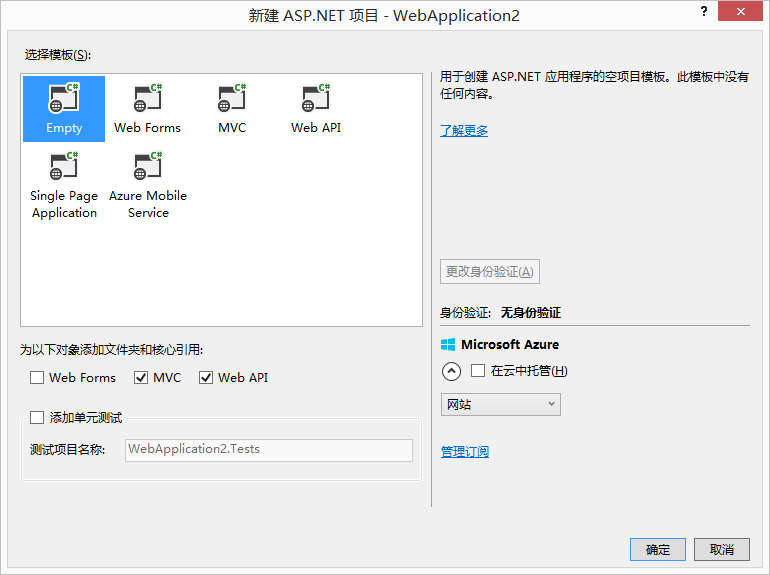 新建 ASP.NET 项目 - WebApplication2
?
选择模板(S):
C#
C#
C#
C#
Empty
Web Forms
MVC
Web API
C#
C#
Single Page
Application
Azure Mobile
Service
用于创建 ASP.NET 应用程序的空项目模板。此模板中没有
任何内容。
了解更多
更改身份验证(A)
身份验证: 无身份验证
为以下对象添加文件夹和核心引用:
Web Forms
MVC
Web API
添加单元测试
测试项目名称:
WebApplication2.Tests
Microsoft Azure
在云中托管(H)
网站
管理订阅
确定
取消